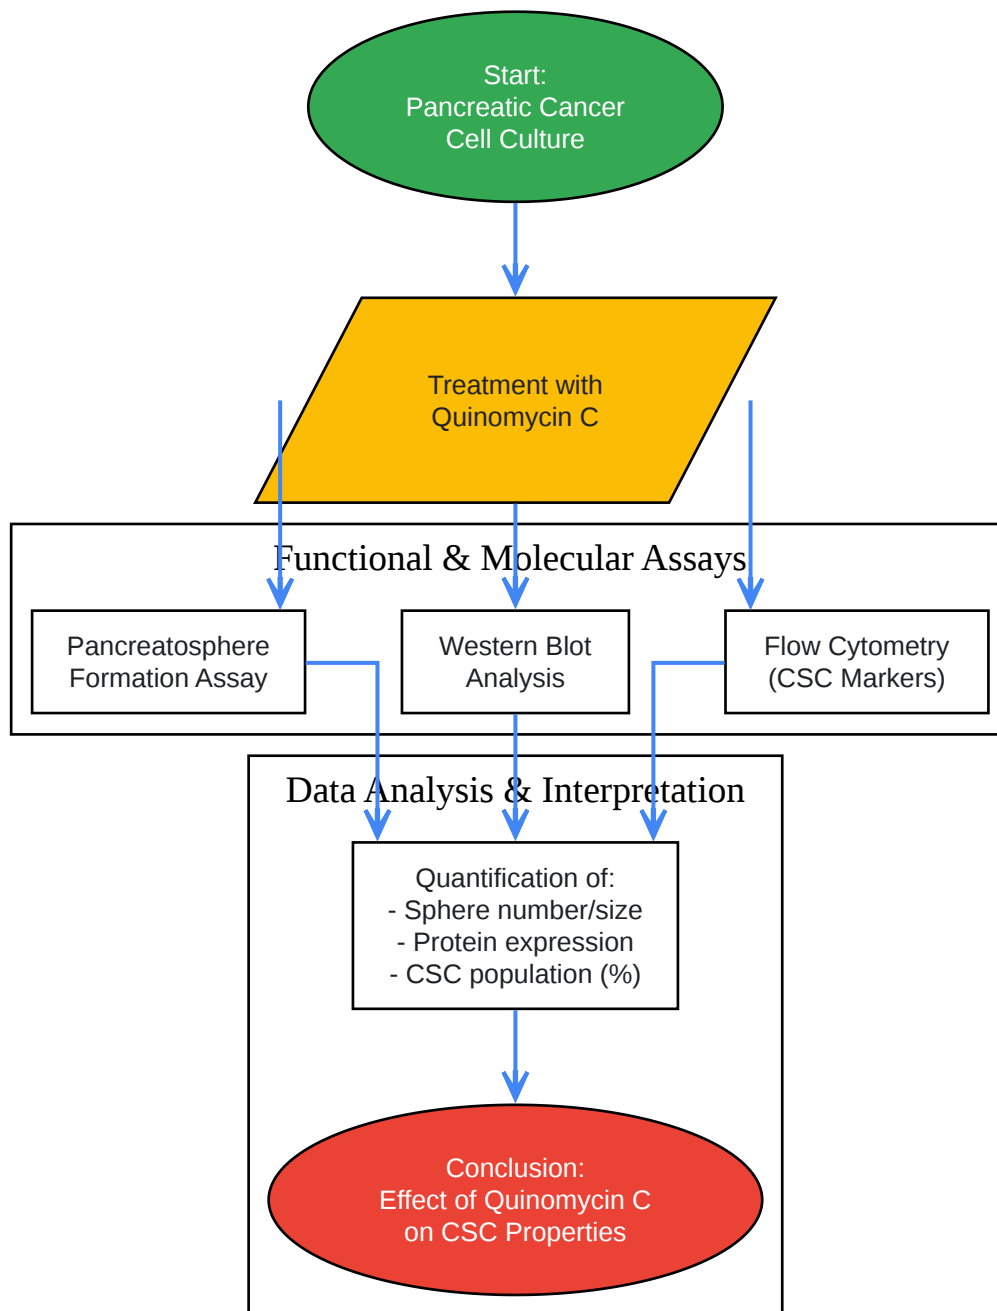 Start:
Pancreatic Cancer
Cell Culture
Treatment with
Quinomycin C
Functional & Molecular Assays
Pancreatosphere
Formation Assay
Western Blot
Analysis
Flow Cytometry
(CSC Markers)
Data Analysis & Interpretation
Quantification of:
- Sphere number/size
- Protein expression
- CSC population (%)
Conclusion:
Effect of Quinomycin C
on CSC Properties